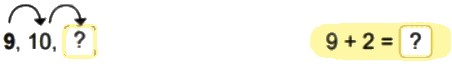 9, 10, ?
9 + 2 = ?